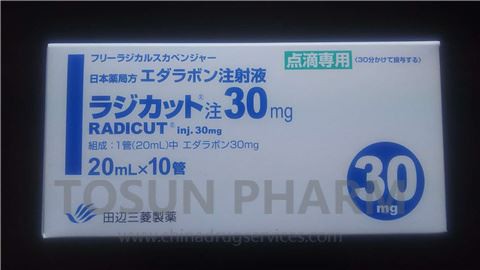 フリーラジカルスカベンジャー
点滴専用 〈30分かけて投与する〉
日本薬局方 エダラボン注射液
ラジカット®注30mg
RADICUT® inj. 30mg
組成：1管(20mL)中 エダラボン30mg
20mL×10管
30
mg
TOSUN PHARM
田辺三菱製薬
www.chinadrugservices.com